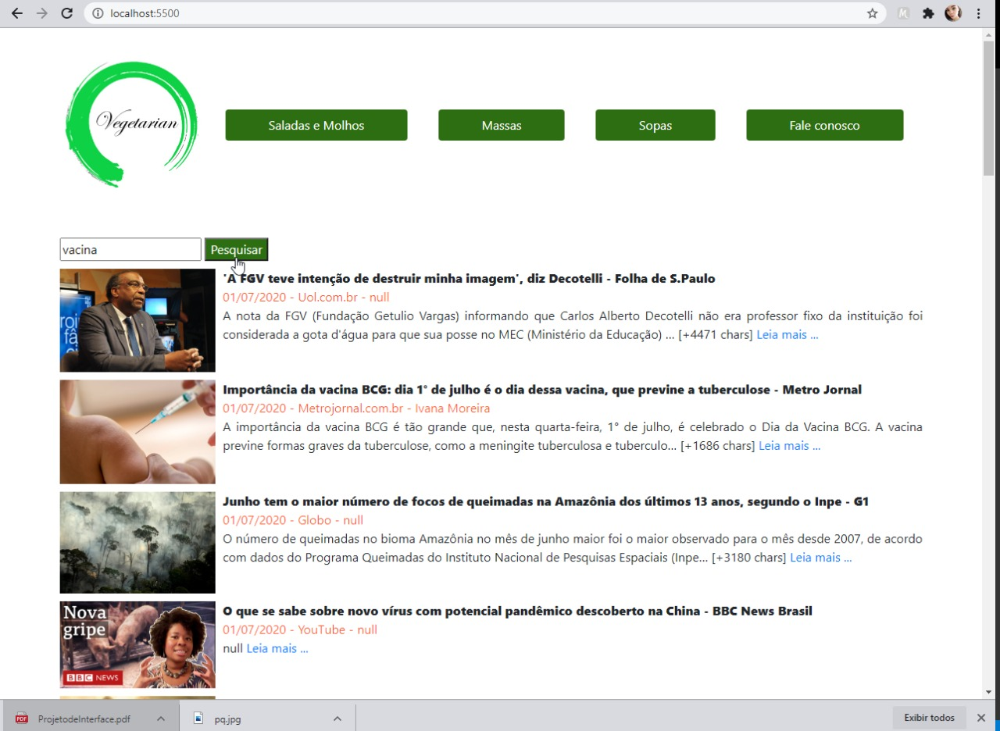 localhost:5500
Vegetarian
Saladas e Molhos
Massas
Sopas
Fale conosco
vacina
Pesquisar
'A FGV teve intenção de destruir minha imagem', diz Decotelli - Folha de S.Paulo
01/07/2020 - Uol.com.br - null
A nota da FGV (Fundação Getulio Vargas) informando que Carlos Alberto Decotelli não era professor fixo da instituição foi
considerada a gota d'água para que sua posse no MEC (Ministério da Educação) ... [+4471 chars] Leia mais ...
Importância da vacina BCG: dia 1° de julho é o dia dessa vacina, que previne a tuberculose - Metro Jornal
01/07/2020 - Metrojornal.com.br - Ivana Moreira
A importância da vacina BCG é tão grande que, nesta quarta-feira, 1° de julho, é celebrado o Dia da Vacina BCG. A vacina
previne formas graves da tuberculose, como a meningite tuberculosa e tuberculo... [+1686 chars] Leia mais ...
Junho tem o maior número de focos de queimadas na Amazônia dos últimos 13 anos, segundo o Inpe - G1
01/07/2020 - Globo - null
O número de queimadas no bioma Amazônia no mês de junho maior foi o maior observado para o mês desde 2007, de acordo
com dados do Programa Queimadas do Instituto Nacional de Pesquisas Espaciais (Inpe... [+3180 chars] Leia mais ...
Nova
gripe
BBC NEWS
O que se sabe sobre novo vírus com potencial pandêmico descoberto na China - BBC News Brasil
01/07/2020 - YouTube - null
null Leia mais ...
PDF
ProjetodeInterface.pdf
pq.jpg
Exibir todos